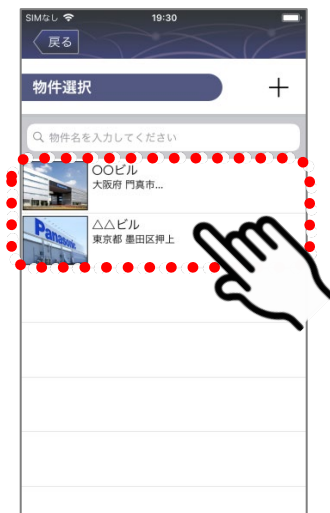 SIMなし 19:30
戻る
物件選択
物件名を入力してください
〇〇ビル
大阪府 門真市...
Panasonic
△△ビル
東京都 墨田区押上